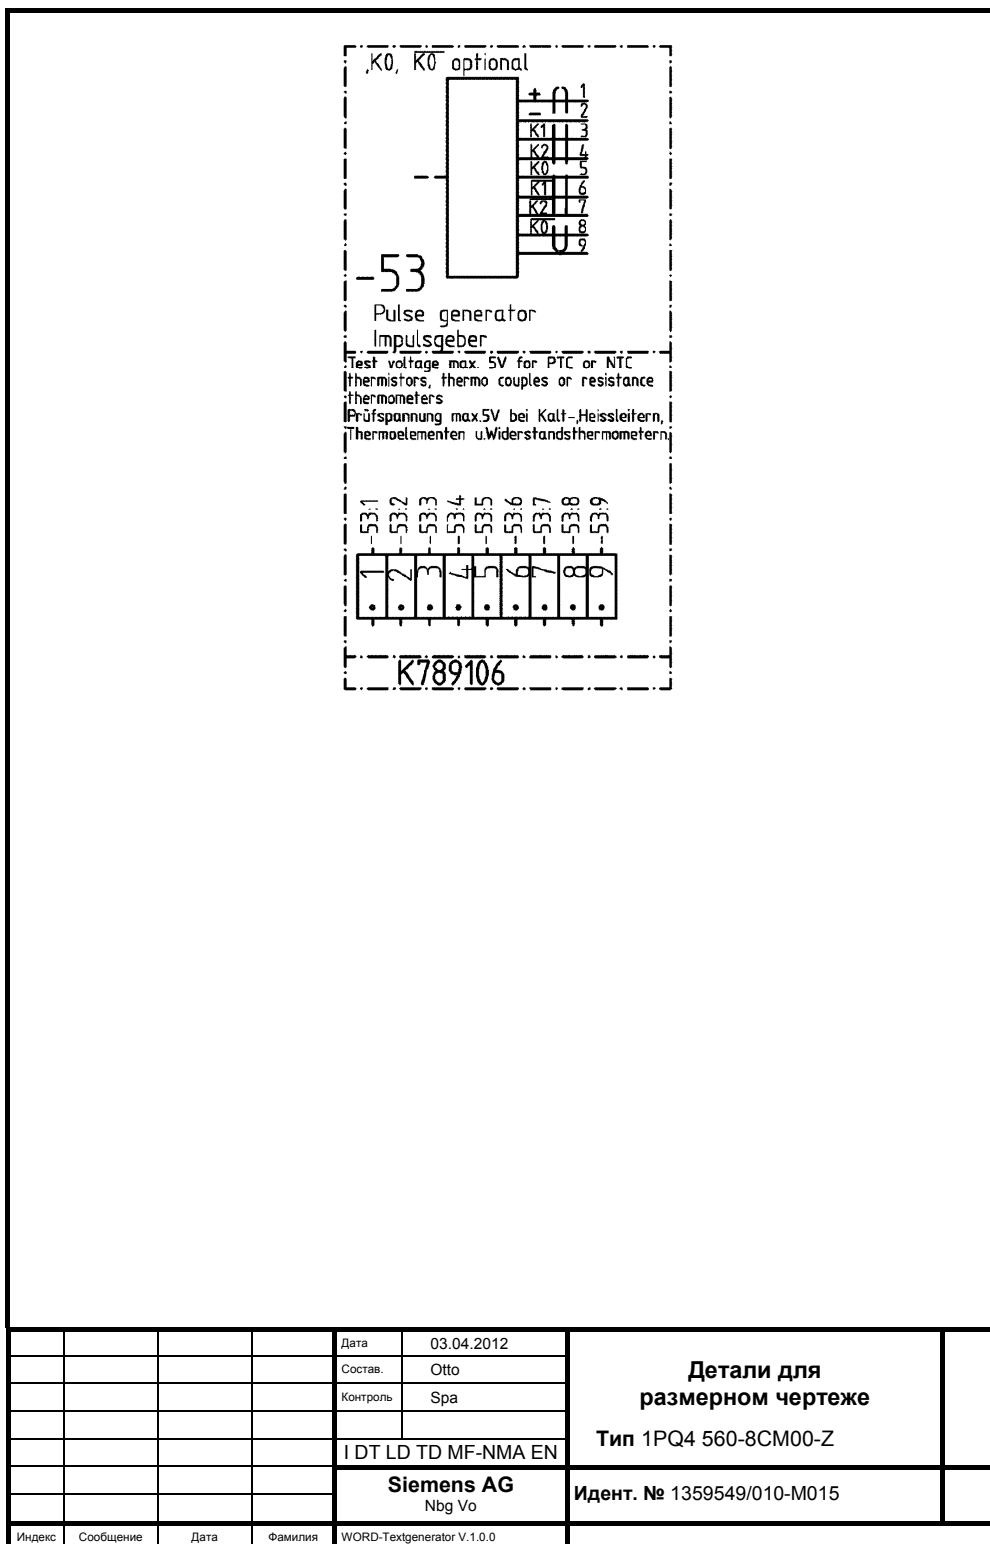 ,K0, K̅0̅ optional
+ 1
− 2
K1 3
K2 4
K0 5
K̅1̅ 6
K̅2̅ 7
K̅0̅ 8
9
-53
Pulse generator
Impulsgeber
Test voltage max. 5V for PTC or NTC
thermistors, thermo couples or resistance
thermometers
Prüfspannung max.5V bei Kalt-,Heissleitern,
Thermoelementen u.Widerstandsthermometern
-53:1 -53:2 -53:3 -53:4 -53:5 -53:6 -53:7 -53:8 -53:9
1 2 3 4 5 6 7 8 9
K789106
Дата 03.04.2012
Состав. Otto
Контроль Spa
I DT LD TD MF-NMA EN
Siemens AG
Nbg Vo
Детали для
размерном чертеже
Тип 1PQ4 560-8CM00-Z
Идент. № 1359549/010-M015
Индекс Сообщение Дата Фамилия WORD-Textgenerator V.1.0.0